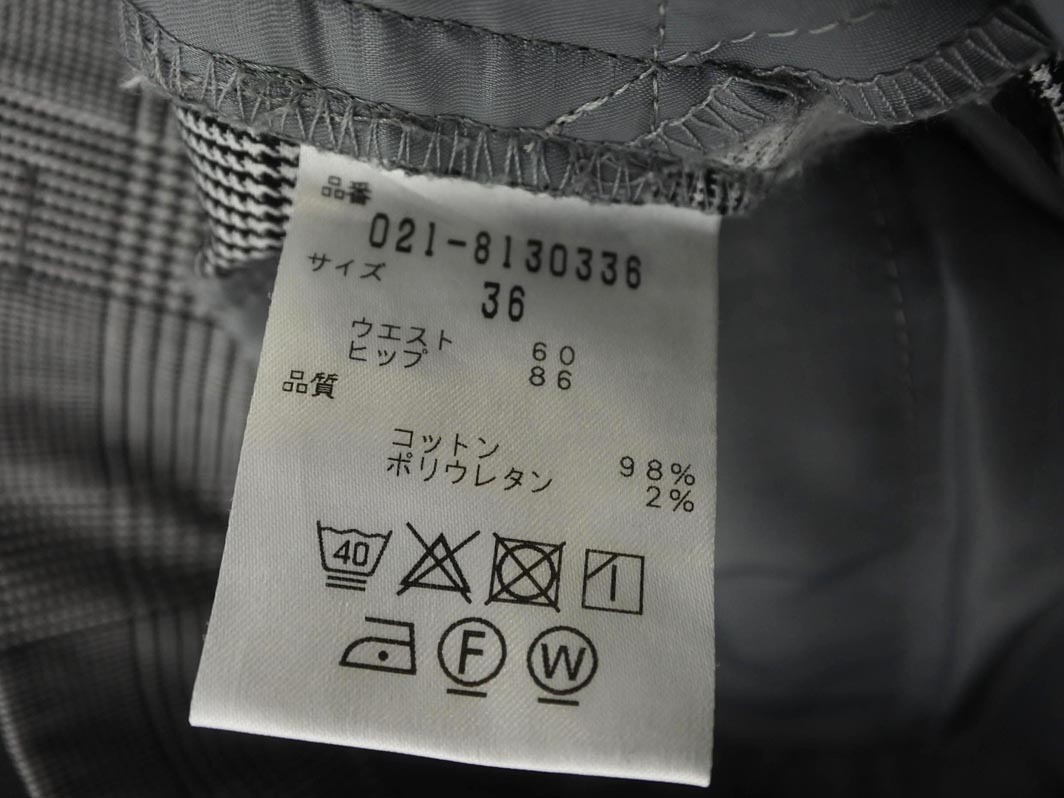 品番
021-8130336
サイズ
36
ウエスト 60
ヒップ 86
品質
コットン 98%
ポリウレタン 2%
40
F W